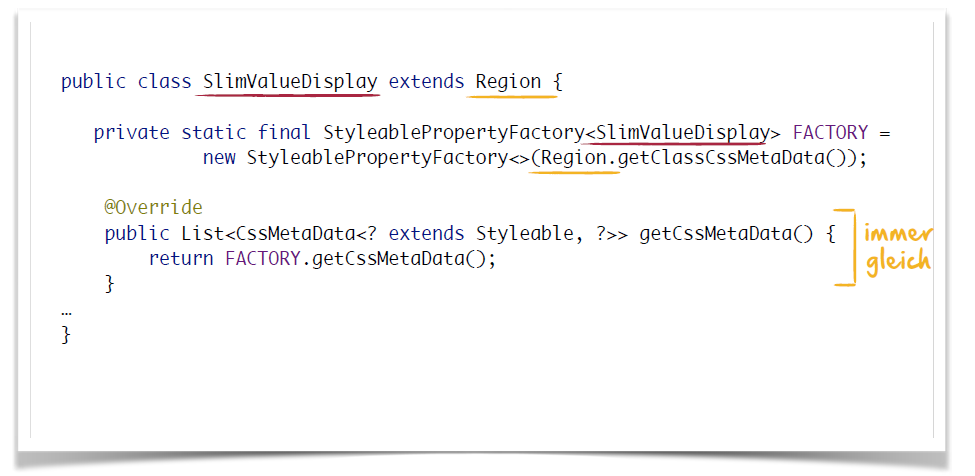 public class SlimValueDisplay extends Region {
private static final StyleablePropertyFactory<SlimValueDisplay> FACTORY =
new StyleablePropertyFactory<>(Region.getClassCssMetaData());
@Override
public List<CssMetaData<? extends Styleable, ?>> getCssMetaData() {
return FACTORY.getCssMetaData();
}
immer
gleich
…
}